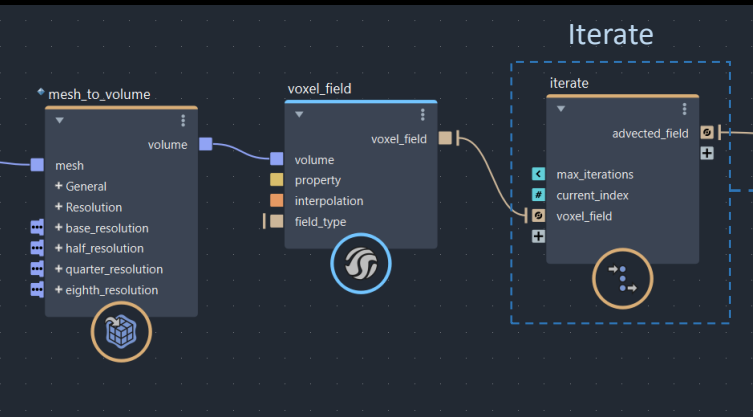 Iterate
mesh_to_volume
volume
mesh
+ General
+ Resolution
+ base_resolution
+ half_resolution
+ quarter_resolution
+ eighth_resolution
voxel_field
voxel_field
volume
property
interpolation
field_type
iterate
advected_field
max_iterations
# current_index
voxel_field